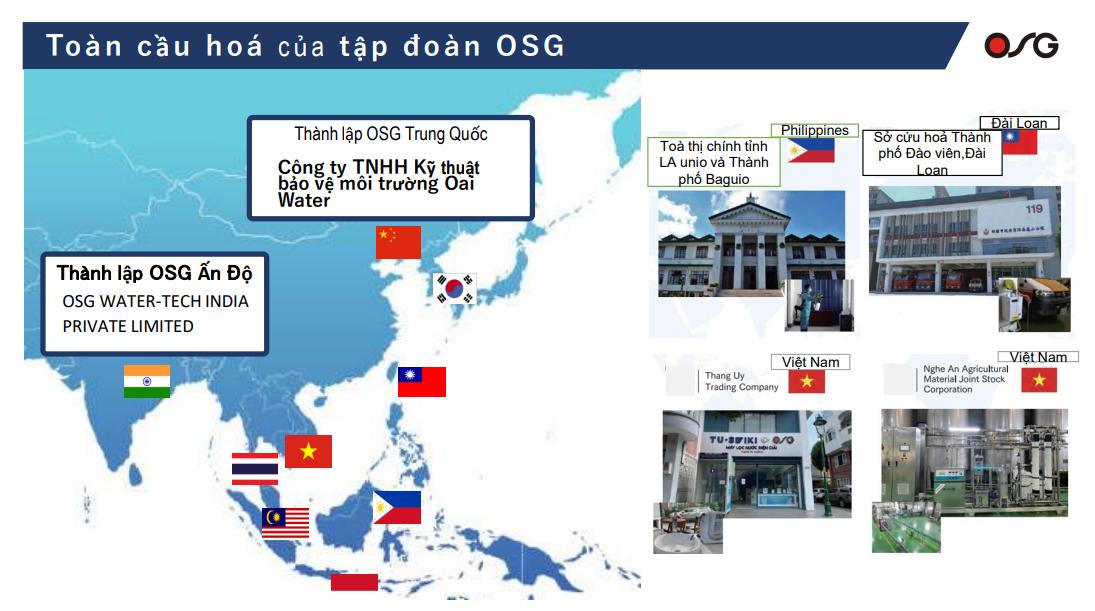 Toàn cầu hoá của tập đoàn OSG
OSG
Thành lập OSG Trung Quốc
Công ty TNHH Kỹ thuật
bảo vệ môi trường Oai
Water
Thành lập OSG Ấn Độ
OSG WATER-TECH INDIA
PRIVATE LIMITED
Philippines
Toà thị chính tỉnh
LA unio và Thành
phố Baguio
Đài Loan
Sở cứu hoả Thành
phố Đào viên,Đài
Loan
119
Việt Nam
Thang Uy
Trading Company
TU-SEIKI OSG
MÁY LỌC NƯỚC ĐIỆN GIẢI
Việt Nam
Nghe An Agricultural
Material Joint Stock
Corporation